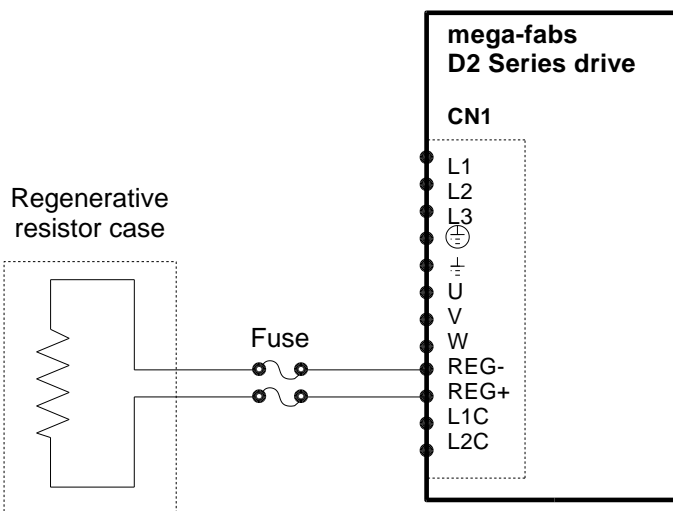 mega-fabs
D2 Series drive
CN1
L1
L2
L3
U
V
W
REG-
REG+
L1C
L2C
Regenerative
resistor case
Fuse